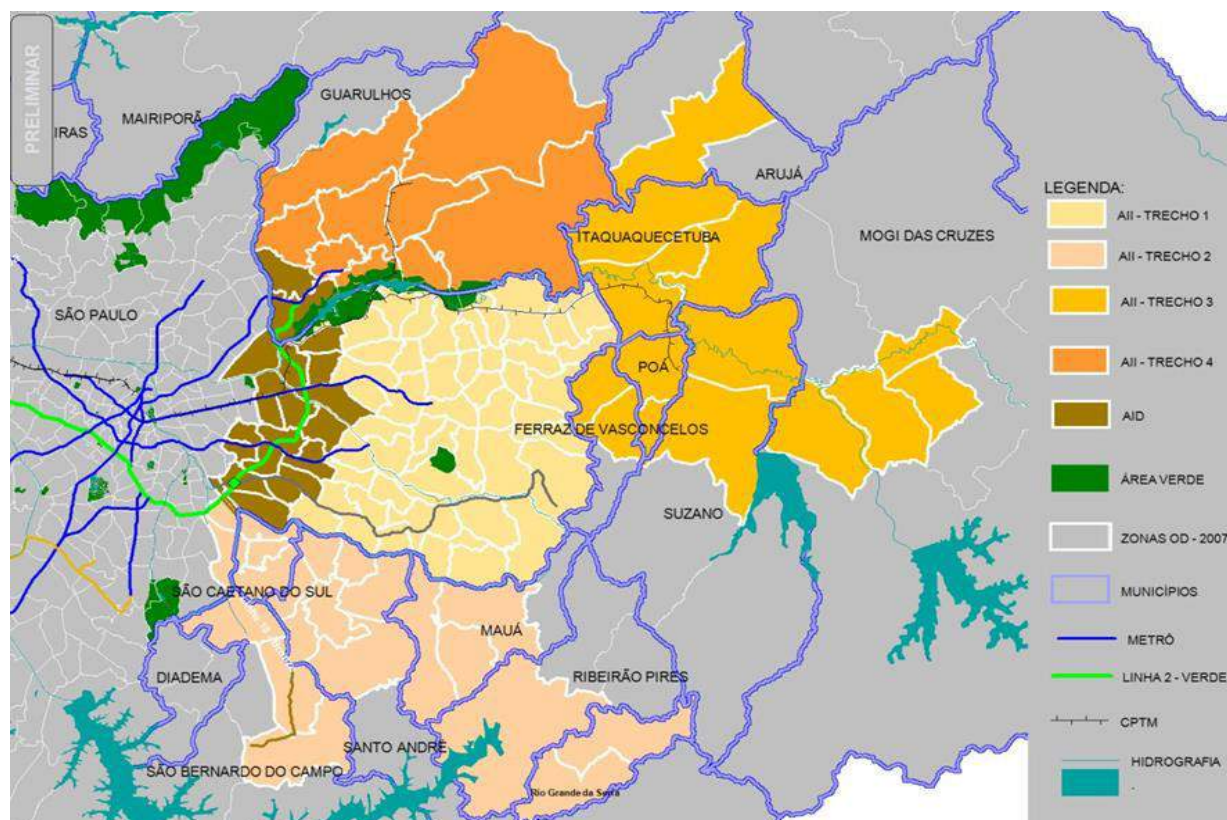 PRELIMINAR
IRAS
MAIRIPORÃ
GUARULHOS
ARUJÁ
ITAQUAQUECETUBA
MOGI DAS CRUZES
SÃO PAULO
POÁ
FERRAZ DE VASCONCELOS
SUZANO
SÃO CAETANO DO SUL
MAUÁ
DIADEMA
RIBEIRÃO PIRES
SANTO ANDRÉ
SÃO BERNARDO DO CAMPO
Rio Grande da Serra
LEGENDA:
AII - TRECHO 1
AII - TRECHO 2
AII - TRECHO 3
AII - TRECHO 4
AID
ÁREA VERDE
ZONAS OD - 2007
MUNICÍPIOS
METRÔ
LINHA 2 - VERDE
CPTM
HIDROGRAFIA